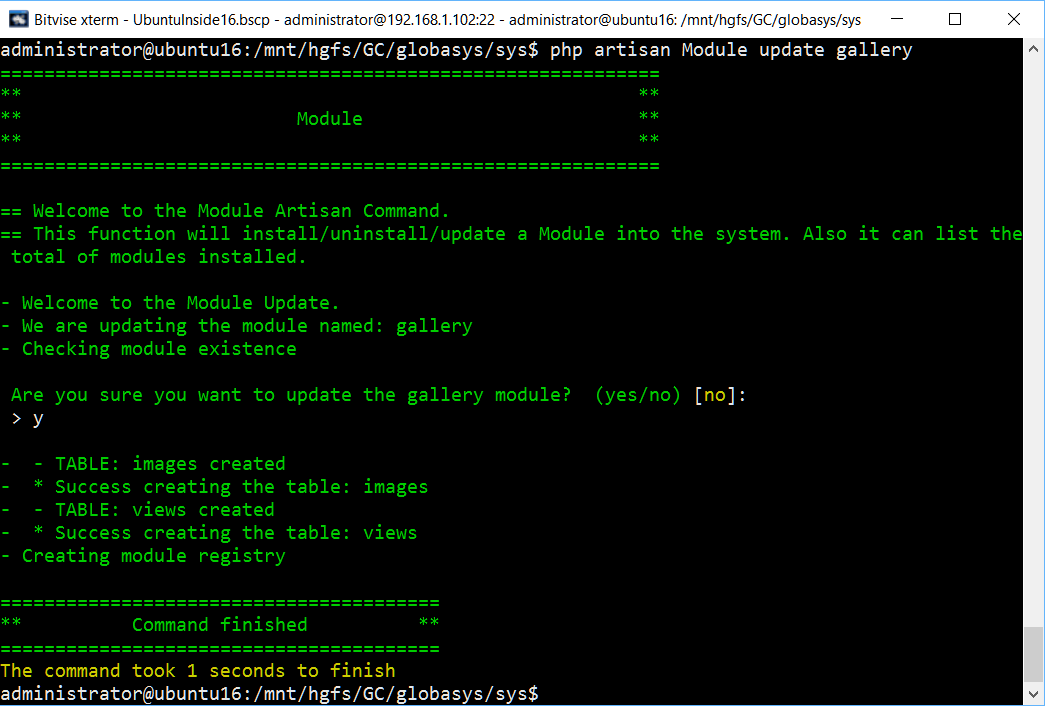 Bitvise xterm - UbuntuInside16.bscp - administrator@192.168.1.102:22 - administrator@ubuntu16: /mnt/hgfs/GC/globasys/sys
administrator@ubuntu16:/mnt/hgfs/GC/globasys/sys$ php artisan Module update gallery
============================================================
**                                                        **
**                         Module                         **
**                                                        **
============================================================
== Welcome to the Module Artisan Command.
== This function will install/uninstall/update a Module into the system. Also it can list the
 total of modules installed.
- Welcome to the Module Update.
- We are updating the module named: gallery
- Checking module existence
 Are you sure you want to update the gallery module?  (yes/no) [no]:
 > y
-  - TABLE: images created
-  * Success creating the table: images
-  - TABLE: views created
-  * Success creating the table: views
- Creating module registry
========================================
**          Command finished          **
========================================
The command took 1 seconds to finish
administrator@ubuntu16:/mnt/hgfs/GC/globasys/sys$